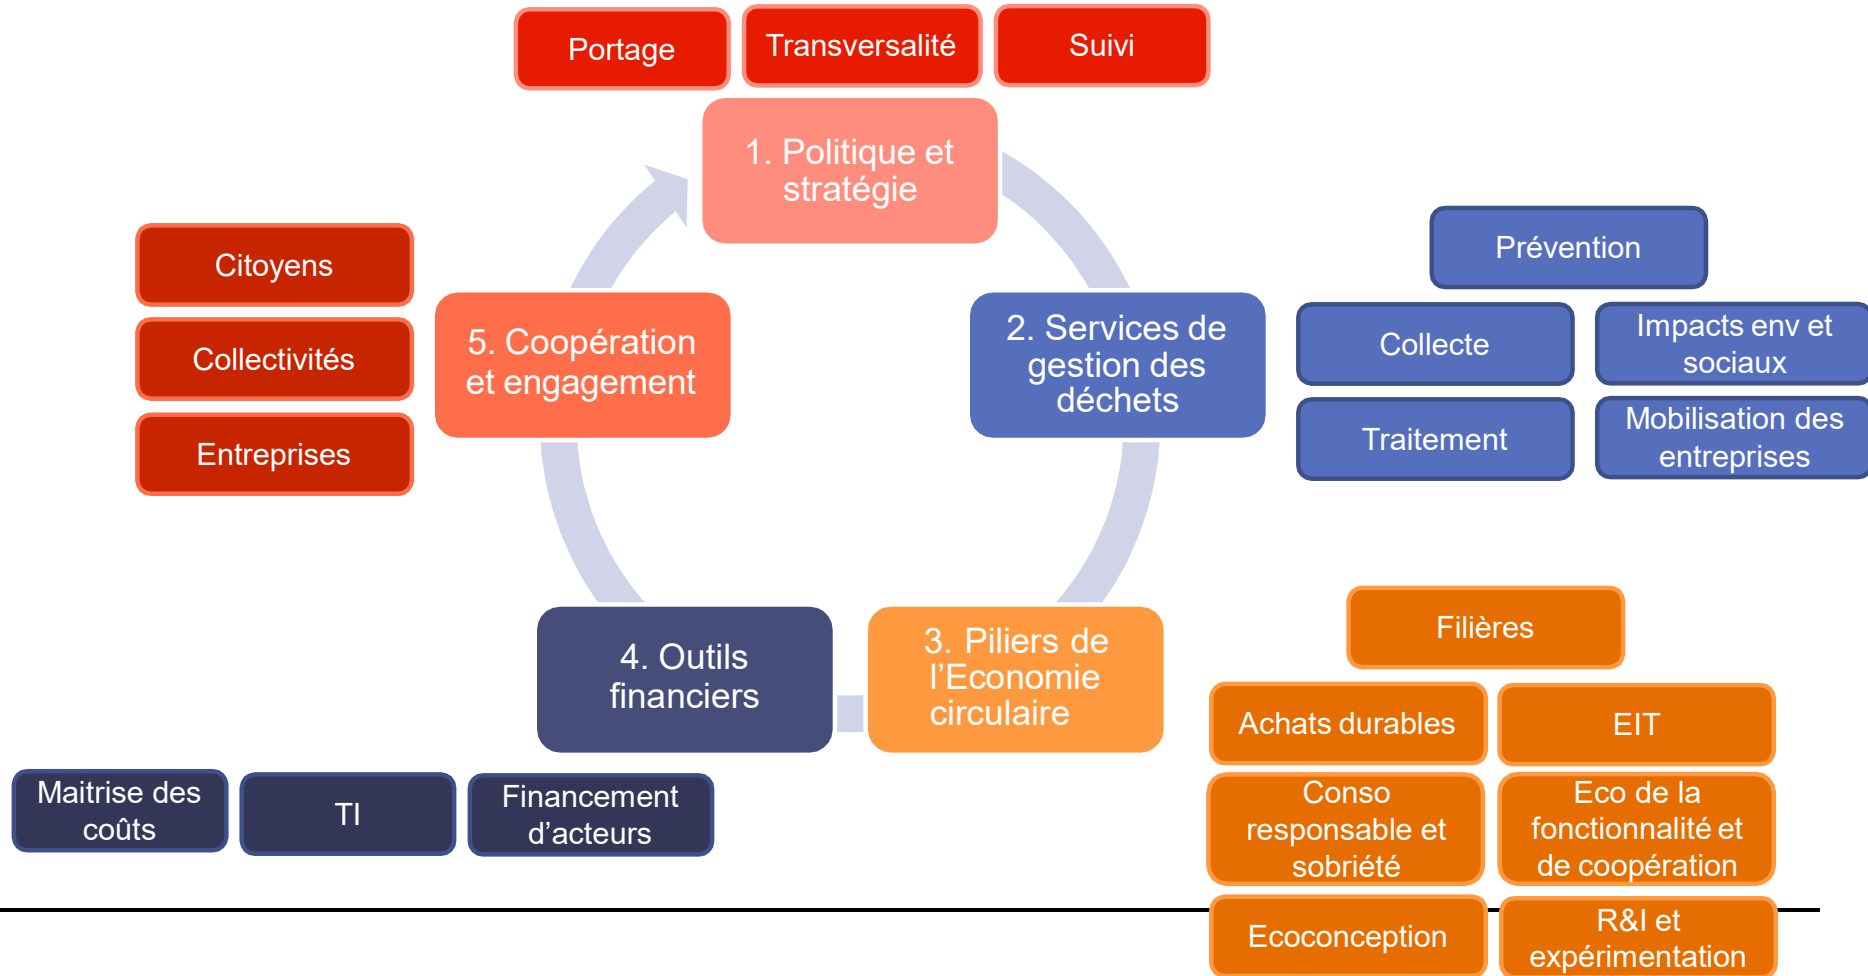 Portage
Transversalité
Suivi
1. Politique et
stratégie
Prévention
Citoyens
2. Services de
gestion des
déchets
Collecte
Impacts env et
sociaux
5. Coopération
et engagement
Collectivités
Traitement
Mobilisation des
entreprises
Entreprises
Filières
4. Outils
financiers
3. Piliers de
l’Economie
circulaire
Achats durables
EIT
Maitrise des
coûts
TI
Financement
d’acteurs
Conso
responsable et
sobriété
Eco de la
fonctionnalité et
de coopération
Ecoconception
R&I et
expérimentation